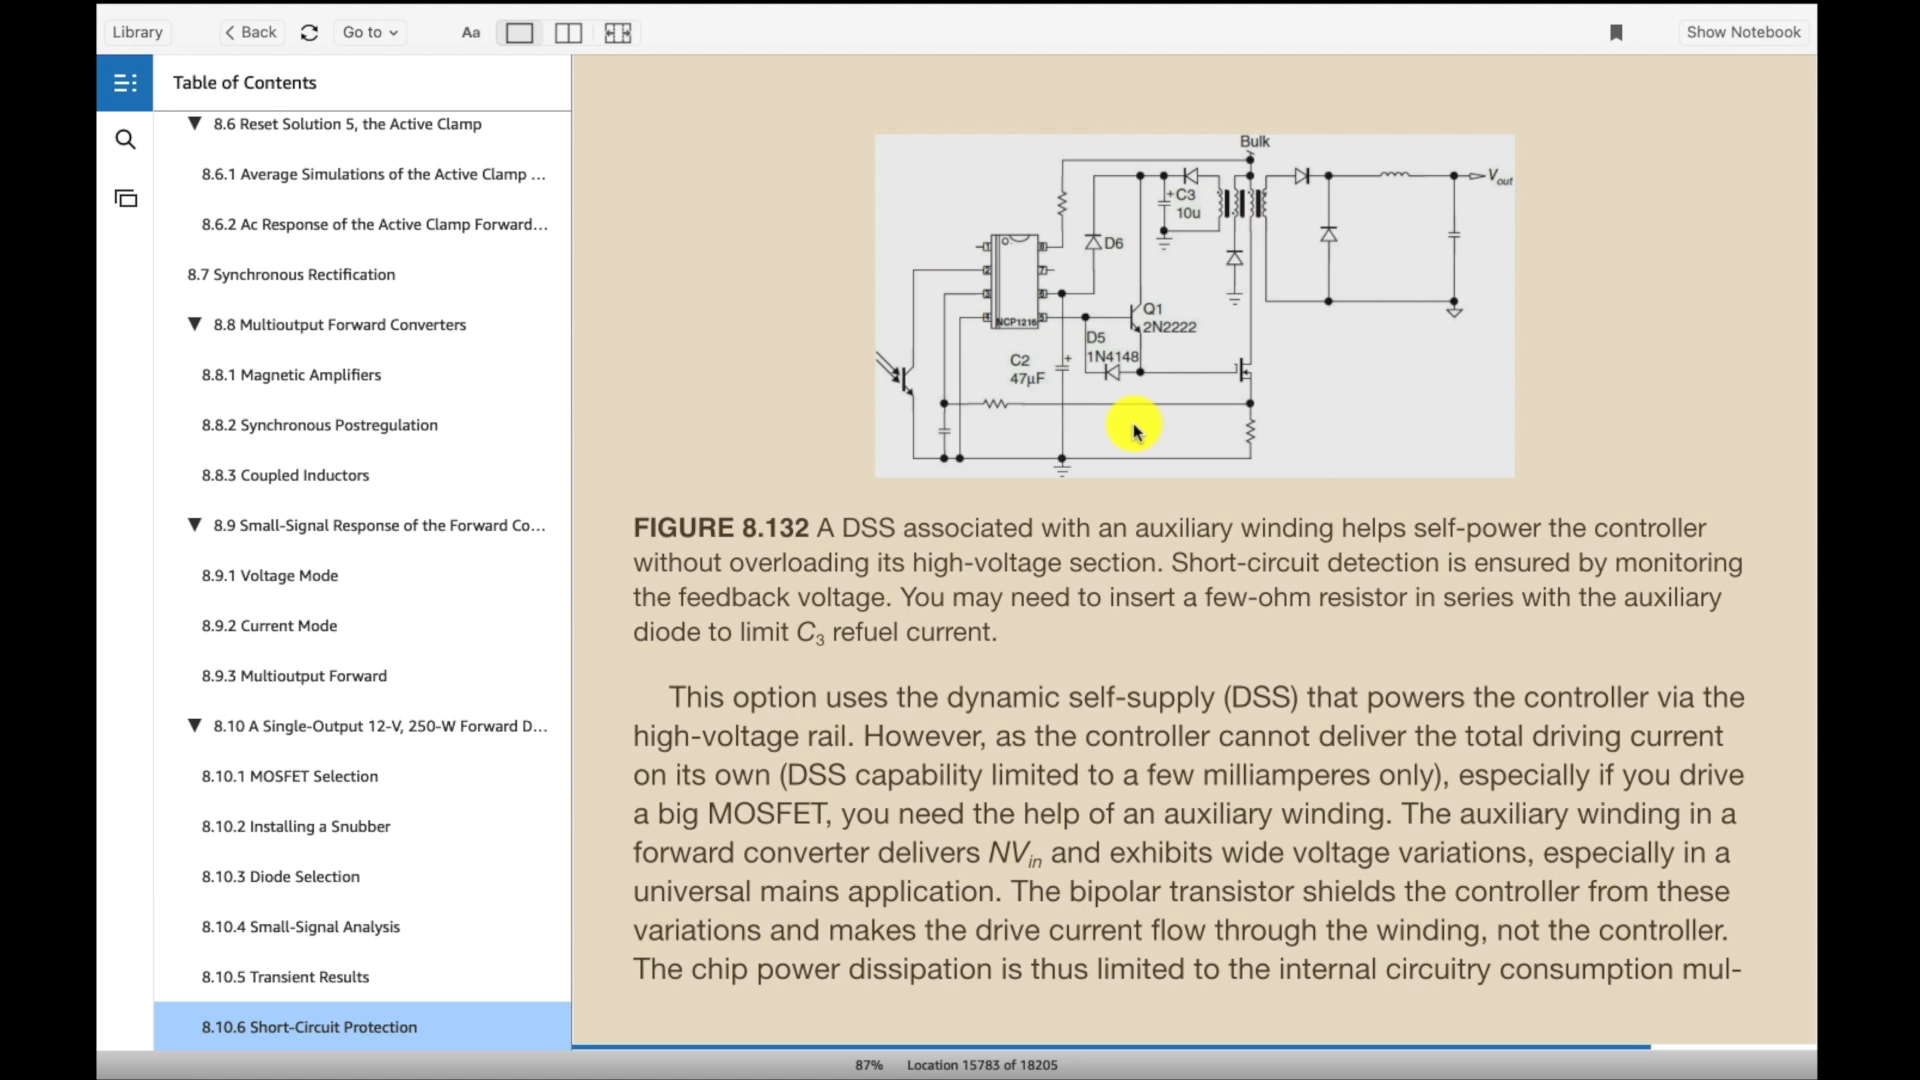 Library
Back
Go to
Aa
Show Notebook
Table of Contents
8.6 Reset Solution 5, the Active Clamp
8.6.1 Average Simulations of the Active Clamp ...
8.6.2 Ac Response of the Active Clamp Forward...
8.7 Synchronous Rectification
8.8 Multioutput Forward Converters
8.8.1 Magnetic Amplifiers
8.8.2 Synchronous Postregulation
8.8.3 Coupled Inductors
8.9 Small-Signal Response of the Forward Co...
8.9.1 Voltage Mode
8.9.2 Current Mode
8.9.3 Multioutput Forward
8.10 A Single-Output 12-V, 250-W Forward D...
8.10.1 MOSFET Selection
8.10.2 Installing a Snubber
8.10.3 Diode Selection
8.10.4 Small-Signal Analysis
8.10.5 Transient Results
8.10.6 Short-Circuit Protection
Bulk
Vout
+C3
10u
D6
1
8
2
7
3
6
4
5
NCP1216
Q1
2N2222
D5
1N4148
C2
47µF
+
FIGURE 8.132 A DSS associated with an auxiliary winding helps self-power the controller
without overloading its high-voltage section. Short-circuit detection is ensured by monitoring
the feedback voltage. You may need to insert a few-ohm resistor in series with the auxiliary
diode to limit C3 refuel current.
This option uses the dynamic self-supply (DSS) that powers the controller via the
high-voltage rail. However, as the controller cannot deliver the total driving current
on its own (DSS capability limited to a few milliamperes only), especially if you drive
a big MOSFET, you need the help of an auxiliary winding. The auxiliary winding in a
forward converter delivers NVin and exhibits wide voltage variations, especially in a
universal mains application. The bipolar transistor shields the controller from these
variations and makes the drive current flow through the winding, not the controller.
The chip power dissipation is thus limited to the internal circuitry consumption mul-
87% Location 15783 of 18205